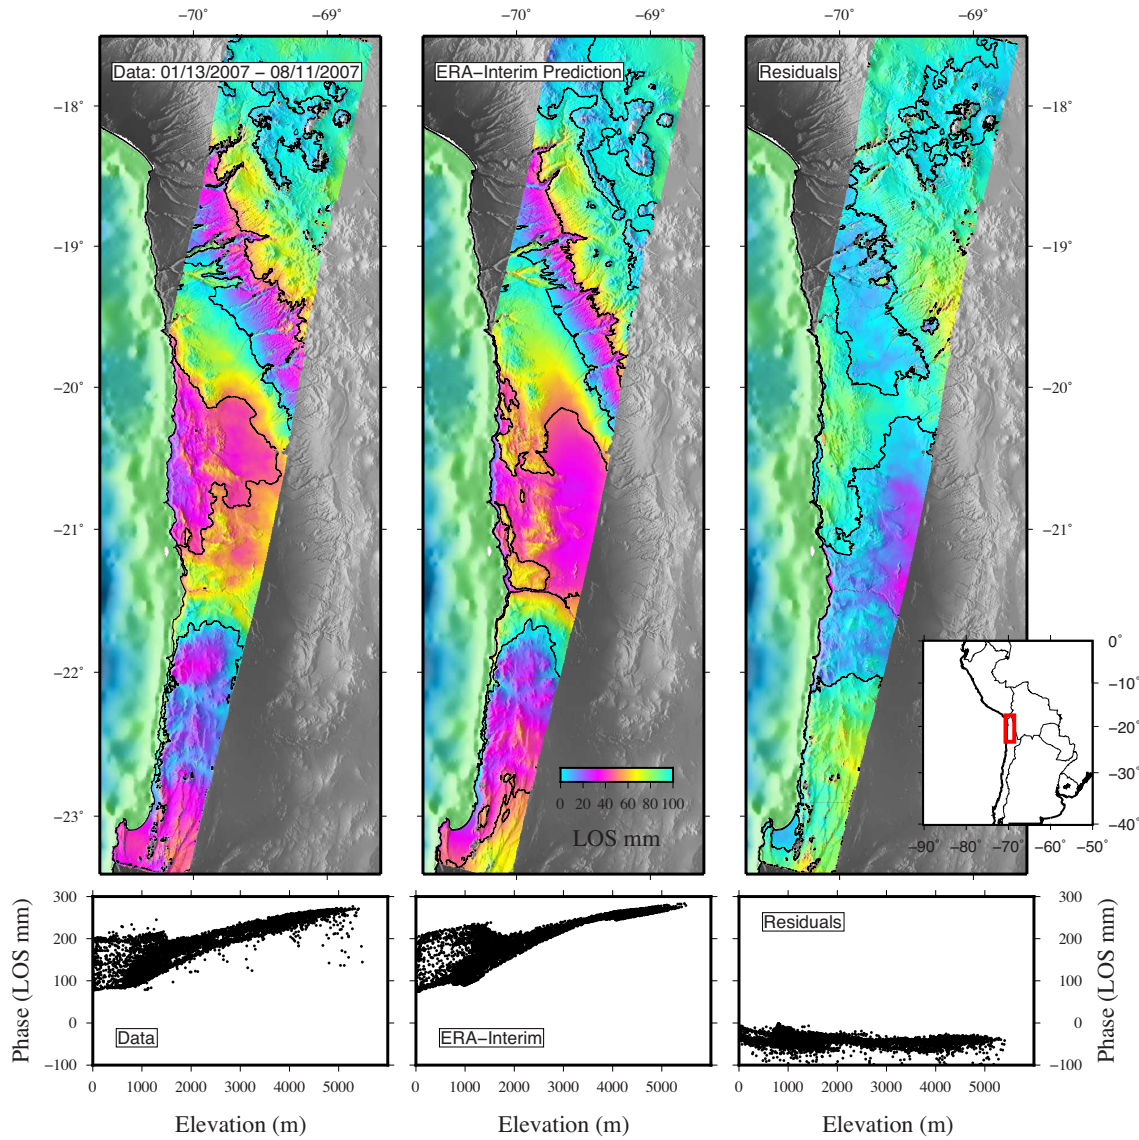 −70˚ −69˚ −70˚ −69˚ −70˚ −69˚
Data: 01/13/2007 − 08/11/2007
ERA−Interim Prediction
Residuals
−18˚ −18˚
−19˚ −19˚
−20˚ −20˚
−21˚ −21˚
−22˚
−23˚
0 20 40 60 80 100
LOS mm
0˚
−10˚
−20˚
−30˚
−40˚
−90˚ −80˚ −70˚ −60˚ −50˚
Phase (LOS mm)
300
200
100
0
−100
Data
0 1000 2000 3000 4000 5000
Elevation (m)
ERA−Interim
0 1000 2000 3000 4000 5000
Elevation (m)
Residuals
0 1000 2000 3000 4000 5000
Elevation (m)
300
200
100
0
−100
Phase (LOS mm)